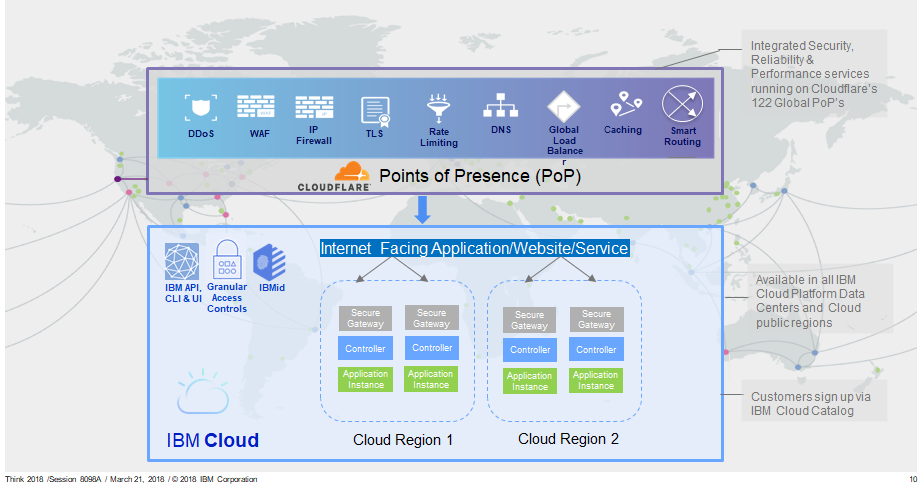 Integrated Security,
Reliability &
Performance services
running on Cloudflare's
122 Global PoP's
DDoS
WAF
IP
Firewall
TLS
Rate
Limiting
DNS
Global
Load
Balance
r
Caching
Smart
Routing
CLOUDFLARE
Points of Presence (PoP)
Internet Facing Application/Website/Service
IBM API,
CLI & UI
Granular
Access
Controls
IBMid
Secure
Gateway
Secure
Gateway
Controller
Controller
Application
Instance
Application
Instance
Cloud Region 1
Secure
Gateway
Secure
Gateway
Controller
Controller
Application
Instance
Application
Instance
Cloud Region 2
IBM Cloud
Available in all IBM
Cloud Platform Data
Centers and Cloud
public regions
Customers sign up via
IBM Cloud Catalog
Think 2018 /Session 8098A / March 21, 2018 / © 2018 IBM Corporation
10